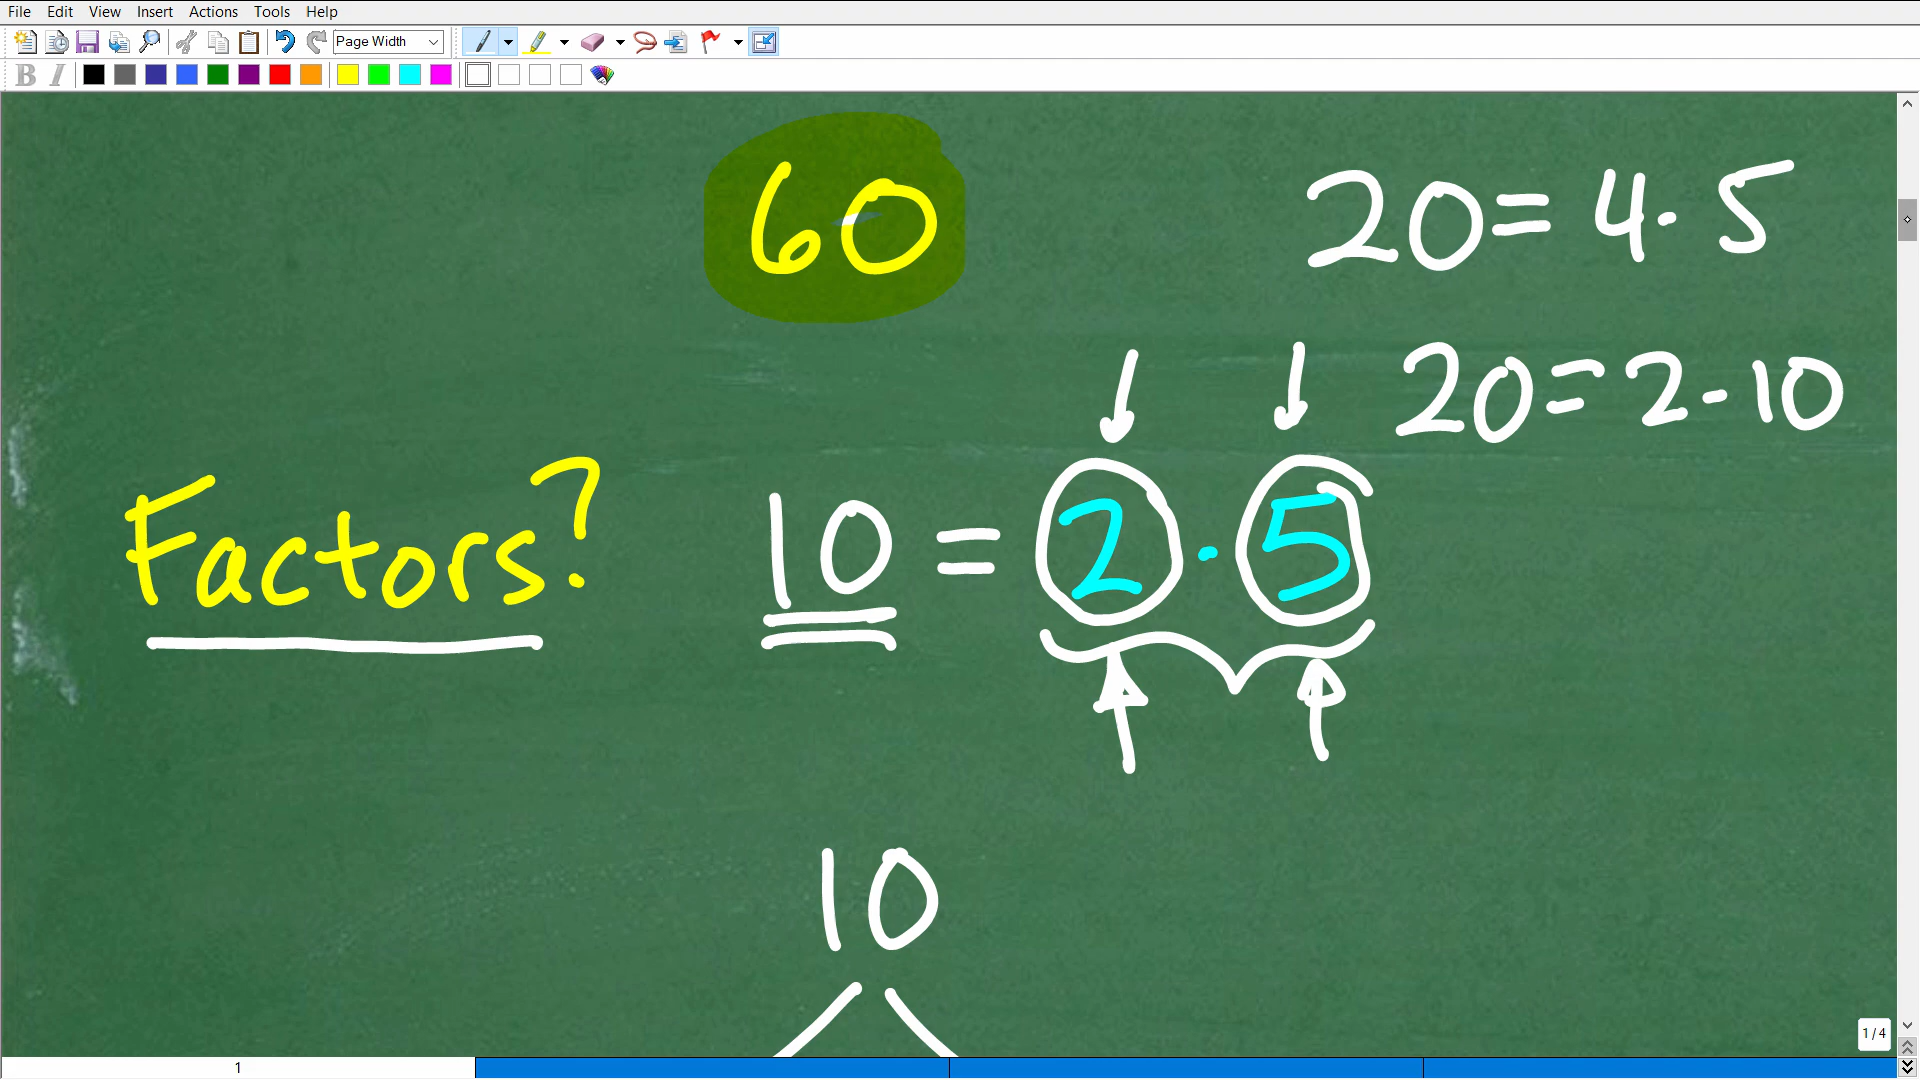 File Edit View Insert Actions Tools Help
Page Width
B I
60
20 = 4 · 5
20 = 2 · 10
Factors?
10 = 2 · 5
10
1 / 4
1